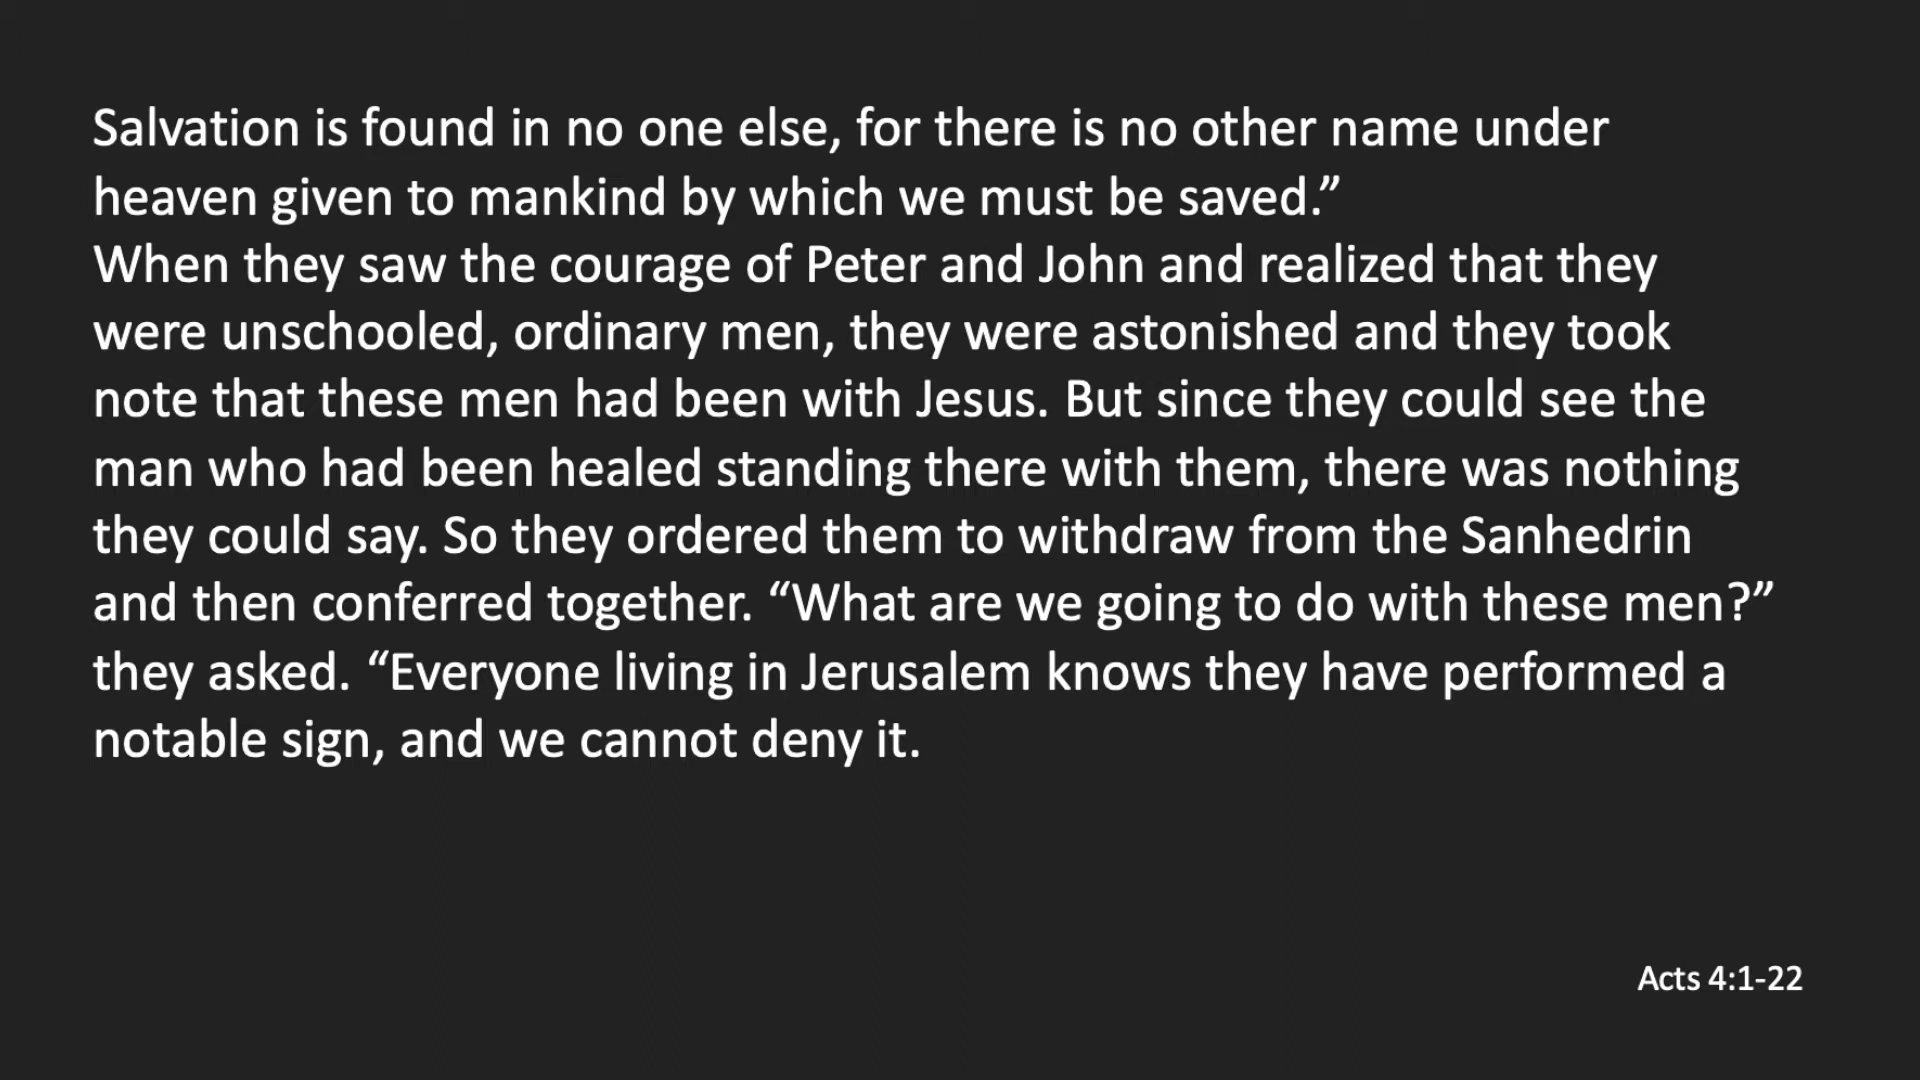 Salvation is found in no one else, for there is no other name under
heaven given to mankind by which we must be saved.”
When they saw the courage of Peter and John and realized that they
were unschooled, ordinary men, they were astonished and they took
note that these men had been with Jesus. But since they could see the
man who had been healed standing there with them, there was nothing
they could say. So they ordered them to withdraw from the Sanhedrin
and then conferred together. “What are we going to do with these men?”
they asked. “Everyone living in Jerusalem knows they have performed a
notable sign, and we cannot deny it.
Acts 4:1-22